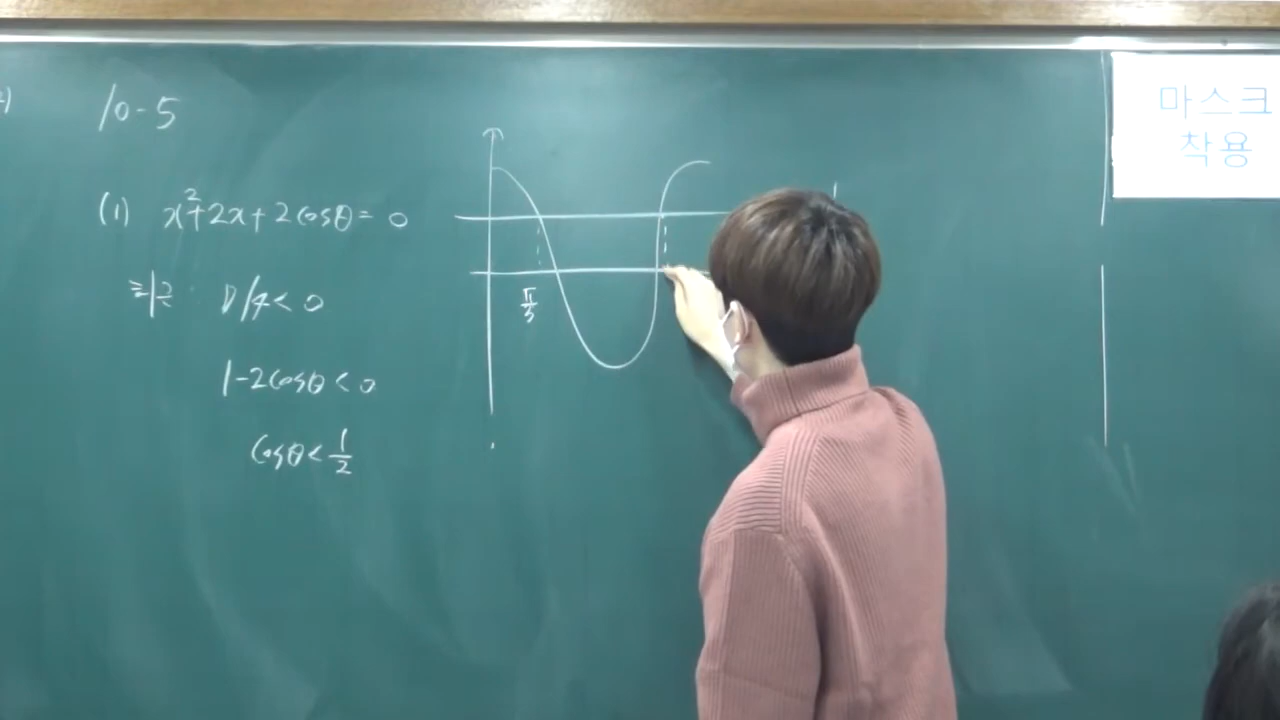 10-5
(1) x²+2x+2cosθ=0
허근 D/4<0
1-2cosθ<0
cosθ<1/2
π/3
마스크
착용